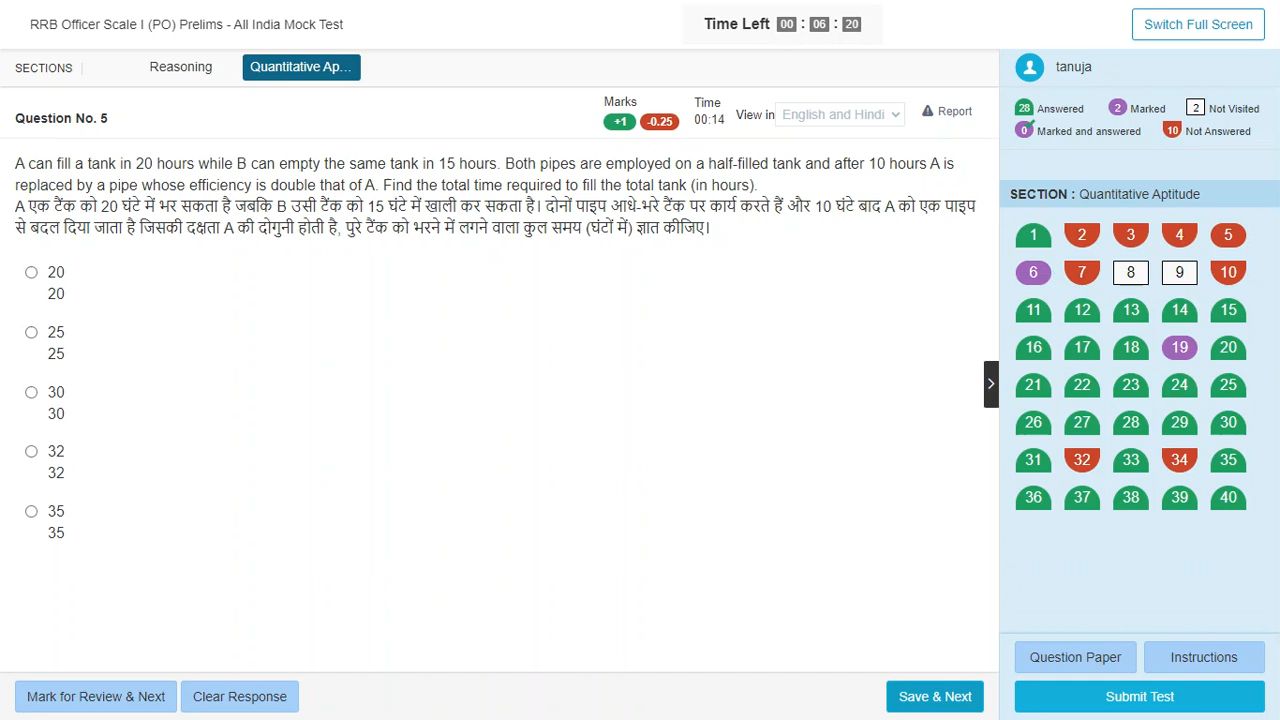 RRB Officer Scale I (PO) Prelims - All India Mock Test
Time Left 00 : 06 : 20
Switch Full Screen
SECTIONS
Reasoning
Quantitative Ap...
tanuja
Question No. 5
Marks
+1 -0.25
Time
00:14
View in English and Hindi
Report
28 Answered
2 Marked
2 Not Visited
0 Marked and answered
10 Not Answered
A can fill a tank in 20 hours while B can empty the same tank in 15 hours. Both pipes are employed on a half-filled tank and after 10 hours A is
replaced by a pipe whose efficiency is double that of A. Find the total time required to fill the total tank (in hours).
A एक टैंक को 20 घंटे में भर सकता है जबकि B उसी टैंक को 15 घंटे में खाली कर सकता है। दोनों पाइप आधे-भरे टैंक पर कार्य करते हैं और 10 घंटे बाद A को एक पाइप
से बदल दिया जाता है जिसकी दक्षता A की दोगुनी होती है, पुरे टैंक को भरने में लगने वाला कुल समय (घंटों में) ज्ञात कीजिए।
20
20
25
25
30
30
32
32
35
35
SECTION : Quantitative Aptitude
1 2 3 4 5
6 7 8 9 10
11 12 13 14 15
16 17 18 19 20
21 22 23 24 25
26 27 28 29 30
31 32 33 34 35
36 37 38 39 40
Question Paper
Instructions
Mark for Review & Next
Clear Response
Save & Next
Submit Test